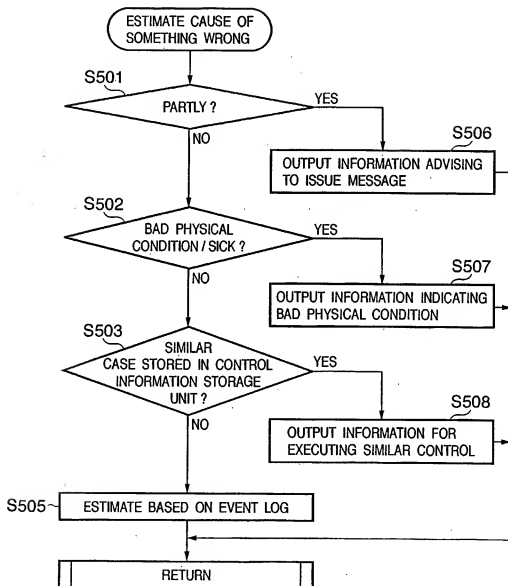 ESTIMATE CAUSE OF
SOMETHING WRONG
S501
PARTLY ?
YES
NO
S506
OUTPUT INFORMATION ADVISING
TO ISSUE MESSAGE
S502
BAD PHYSICAL
CONDITION / SICK ?
YES
NO
S507
OUTPUT INFORMATION INDICATING
BAD PHYSICAL CONDITION
S503
SIMILAR
CASE STORED IN CONTROL
INFORMATION STORAGE
UNIT ?
YES
NO
S508
OUTPUT INFORMATION FOR
EXECUTING SIMILAR CONTROL
S505
ESTIMATE BASED ON EVENT LOG
RETURN